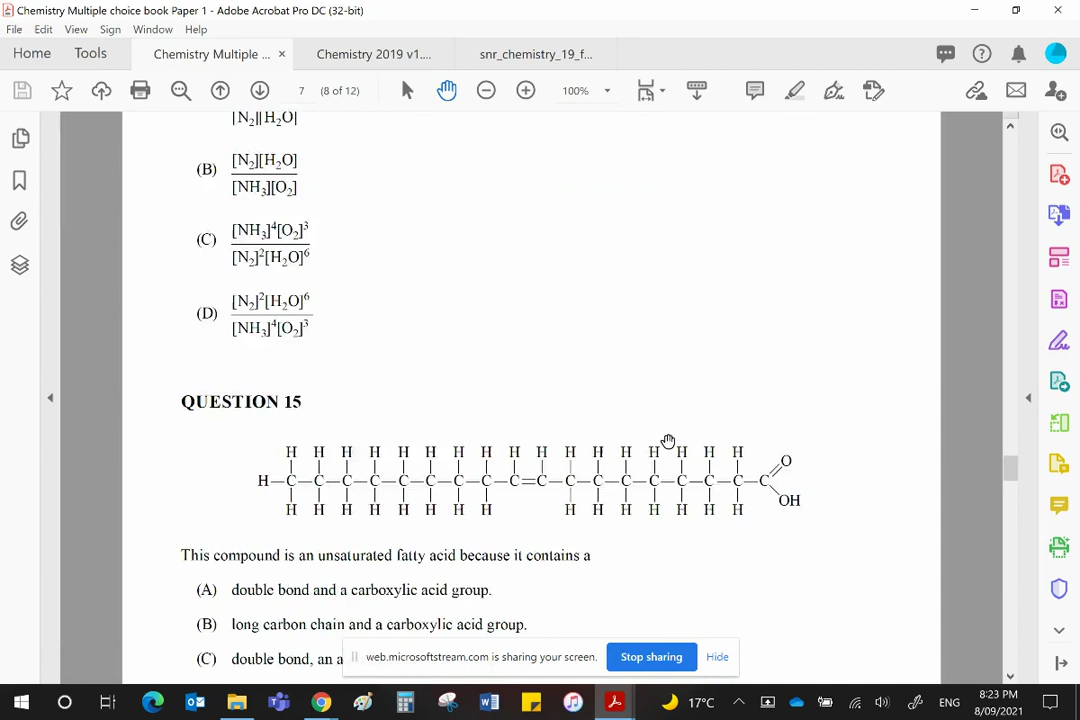 Chemistry Multiple choice book Paper 1 - Adobe Acrobat Pro DC (32-bit)
File Edit View Sign Window Help
Home Tools Chemistry Multiple ... × Chemistry 2019 v1.... snr_chemistry_19_f...
7 (8 of 12) 100%
[N₂][H₂O]
(B) [N₂][H₂O]
[NH₃][O₂]
(C) [NH₃]⁴[O₂]³
[N₂]²[H₂O]⁶
(D) [N₂]²[H₂O]⁶
[NH₃]⁴[O₂]³
QUESTION 15
H H H H H H H H H H H H H H H H H O
H—C—C—C—C—C—C—C—C—C=C—C—C—C—C—C—C—C—C
H H H H H H H H H H H H H H H OH
This compound is an unsaturated fatty acid because it contains a
(A) double bond and a carboxylic acid group.
(B) long carbon chain and a carboxylic acid group.
(C) double bond, an a
web.microsoftstream.com is sharing your screen. Stop sharing Hide
17°C ENG 8:23 PM
8/09/2021